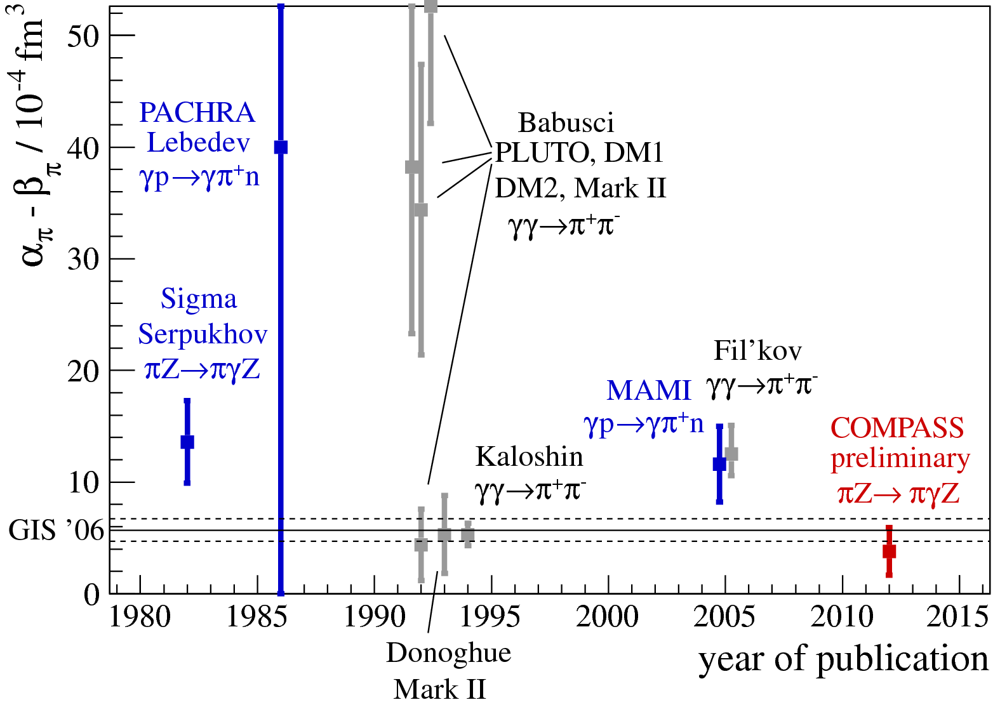 α_π - β_π / 10⁻⁴ fm³
50
40
30
20
10
0
GIS ’06
PACHRA
Lebedev
γp→γπ⁺n
Sigma
Serpukhov
πZ→πγZ
Babusci
PLUTO, DM1
DM2, Mark II
γγ→π⁺π⁻
Kaloshin
γγ→π⁺π⁻
MAMI
γp→γπ⁺n
Fil’kov
γγ→π⁺π⁻
COMPASS
preliminary
πZ→ πγZ
1980 1985 1990 1995 2000 2005 2010 2015
Donoghue
Mark II
year of publication